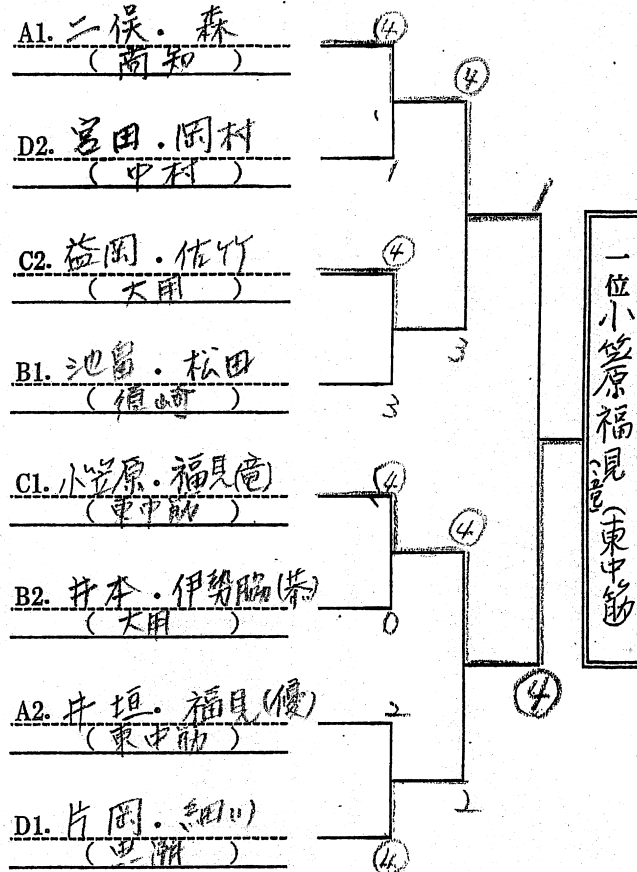 A1. 二俣・森
(商知)
④
④
D2. 宮田・岡村
(中村)
1
1
C2. 益岡・佐竹
(大用)
④
3
B1. 池畠・松田
(須崎)
3
C1. 小笠原・福見(竜)
(東中筋)
④
④
B2. 井本・伊勢脇(恭)
(大用)
0
④
A2. 井垣・福見(優)
(東中筋)
2
2
D1. 片岡・細川
(黒潮)
④
一位小笠原福見(竜)(東中筋)